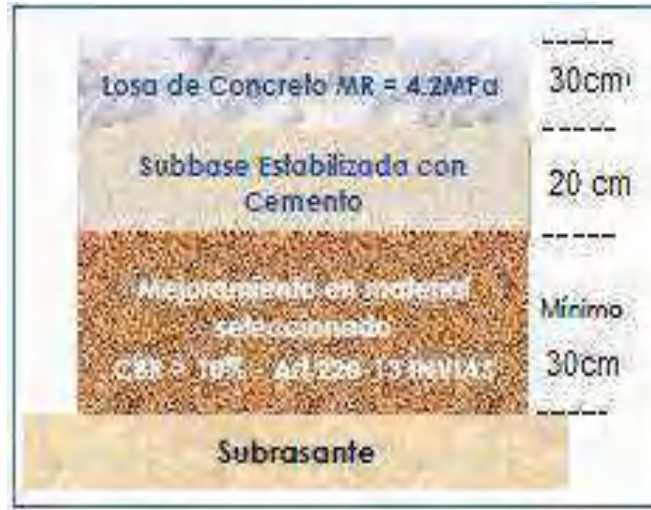 Losa de Concreto MR = 4.2MPa
30cm
Subbase Estabilizada con
Cemento
20 cm
Mejoramiento en material
seleccionado
CBR > 10% - Art 220-13 INVIAS
Mínimo
30cm
Subrasante